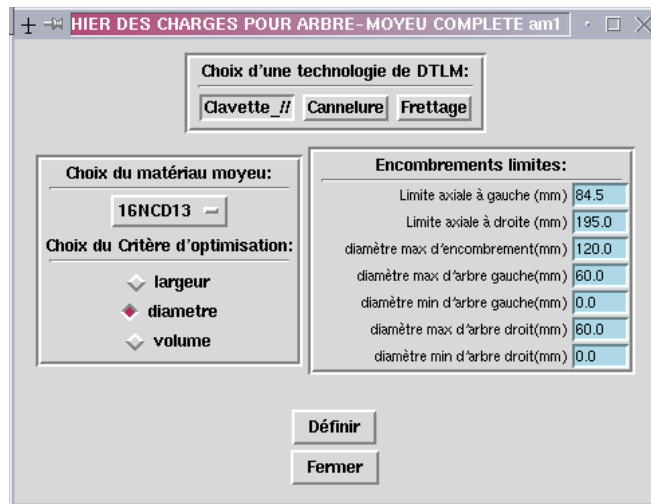 HIER DES CHARGES POUR ARBRE-MOYEU COMPLETE am1
Choix d'une technologie de DTLM:
Clavette_// Cannelure Frettage
Choix du matériau moyeu:
16NCD13
Choix du Critère d'optimisation:
largeur
diametre
volume
Encombrements limites:
Limite axiale à gauche (mm) 84.5
Limite axiale à droite (mm) 195.0
diamètre max d'encombrement(mm) 120.0
diamètre max d'arbre gauche(mm) 60.0
diamètre min d'arbre gauche(mm) 0.0
diamètre max d'arbre droit(mm) 60.0
diamètre min d'arbre droit(mm) 0.0
Définir
Fermer